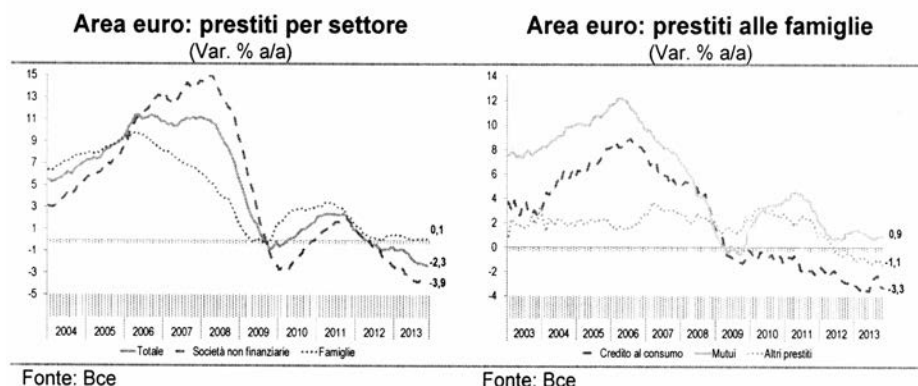 Area euro: prestiti per settore
(Var. % a/a)
15
13
11
9
7
5
3
1
-1
-3
-5
0,1
-2,3
-3,9
2004 2005 2006 2007 2008 2009 2010 2011 2012 2013
Totale Società non finanziarie Famiglie
Fonte: Bce
Area euro: prestiti alle famiglie
(Var. % a/a)
14
12
10
8
6
4
2
0
-2
-4
0,9
-1,1
-3,3
2003 2004 2005 2006 2007 2008 2009 2010 2011 2012 2013
Credito al consumo Mutui Altri prestiti
Fonte: Bce